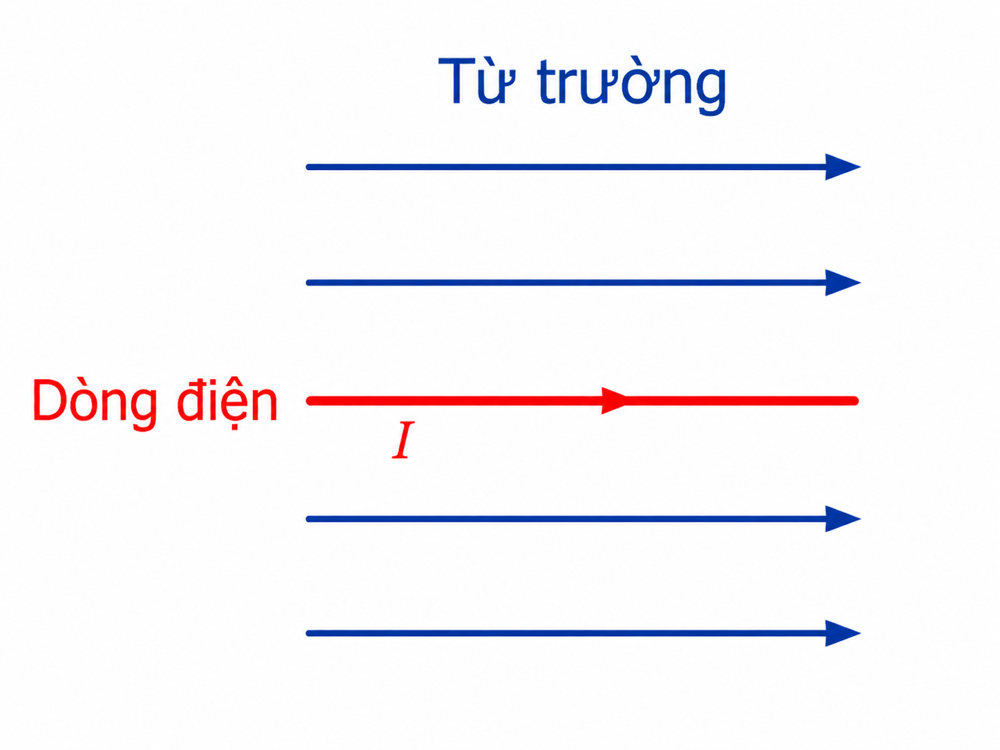 Từ trường
Dòng điện
I